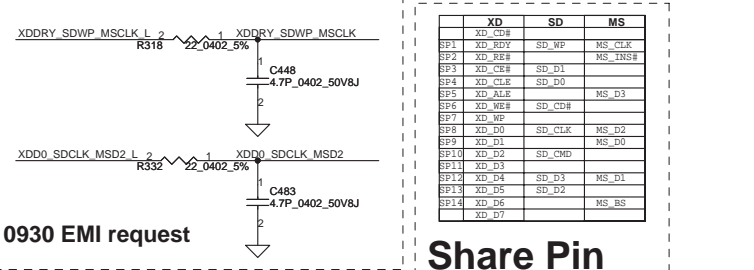 XDDRY_SDWP_MSCLK_L 2 1 XDDRY_SDWP_MSCLK
R318 22_0402_5%
1
C448
4.7P_0402_50V8J
2
XDD0_SDCLK_MSD2_L 2 1 XDD0_SDCLK_MSD2
R332 22_0402_5%
1
C483
4.7P_0402_50V8J
2
0930 EMI request
XD SD MS
XD_CD#
SP1 XD_RDY SD_WP MS_CLK
SP2 XD_RE# MS_INS#
SP3 XD_CE# SD_D1
SP4 XD_CLE SD_D0
SP5 XD_ALE MS_D3
SP6 XD_WE# SD_CD#
SP7 XD_WP
SP8 XD_D0 SD_CLK MS_D2
SP9 XD_D1 MS_D0
SP10 XD_D2 SD_CMD
SP11 XD_D3
SP12 XD_D4 SD_D3 MS_D1
SP13 XD_D5 SD_D2
SP14 XD_D6 MS_BS
XD_D7
Share Pin